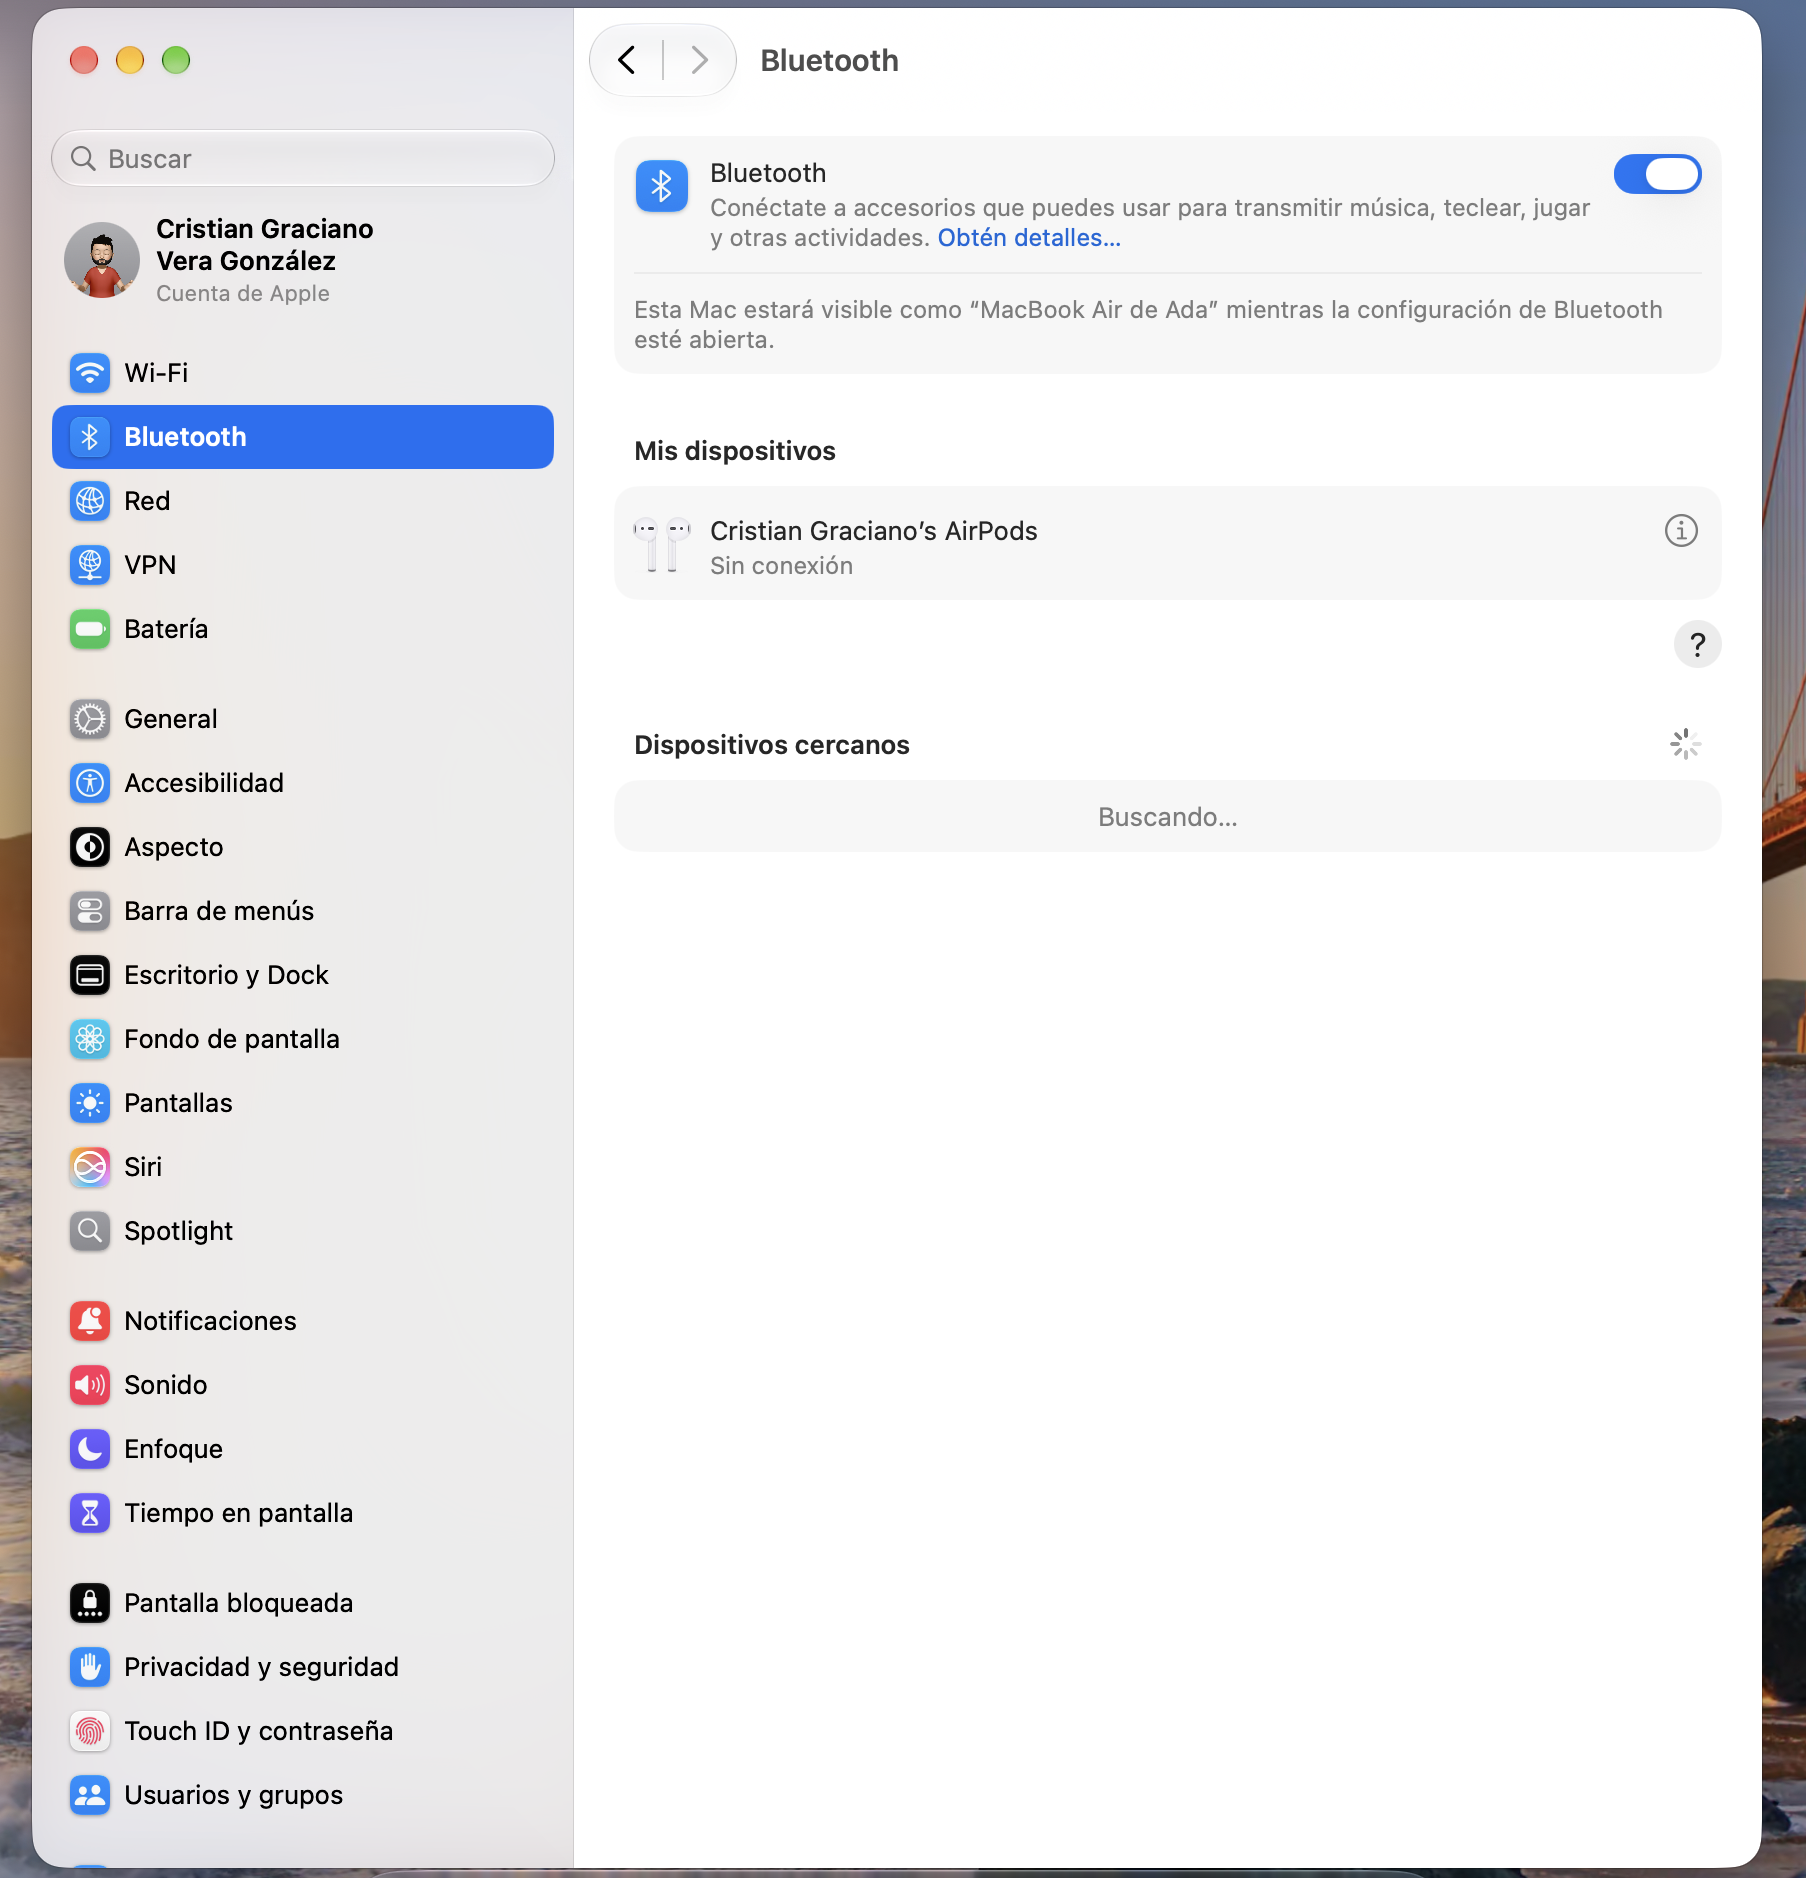 Bluetooth
Buscar
Cristian Graciano
Vera González
Cuenta de Apple
Wi-Fi
Bluetooth
Red
VPN
Batería
General
Accesibilidad
Aspecto
Barra de menús
Escritorio y Dock
Fondo de pantalla
Pantallas
Siri
Spotlight
Notificaciones
Sonido
Enfoque
Tiempo en pantalla
Pantalla bloqueada
Privacidad y seguridad
Touch ID y contraseña
Usuarios y grupos
Bluetooth
Conéctate a accesorios que puedes usar para transmitir música, teclear, jugar
y otras actividades. Obtén detalles...
Esta Mac estará visible como “MacBook Air de Ada” mientras la configuración de Bluetooth
esté abierta.
Mis dispositivos
Cristian Graciano’s AirPods
Sin conexión
?
Dispositivos cercanos
Buscando...